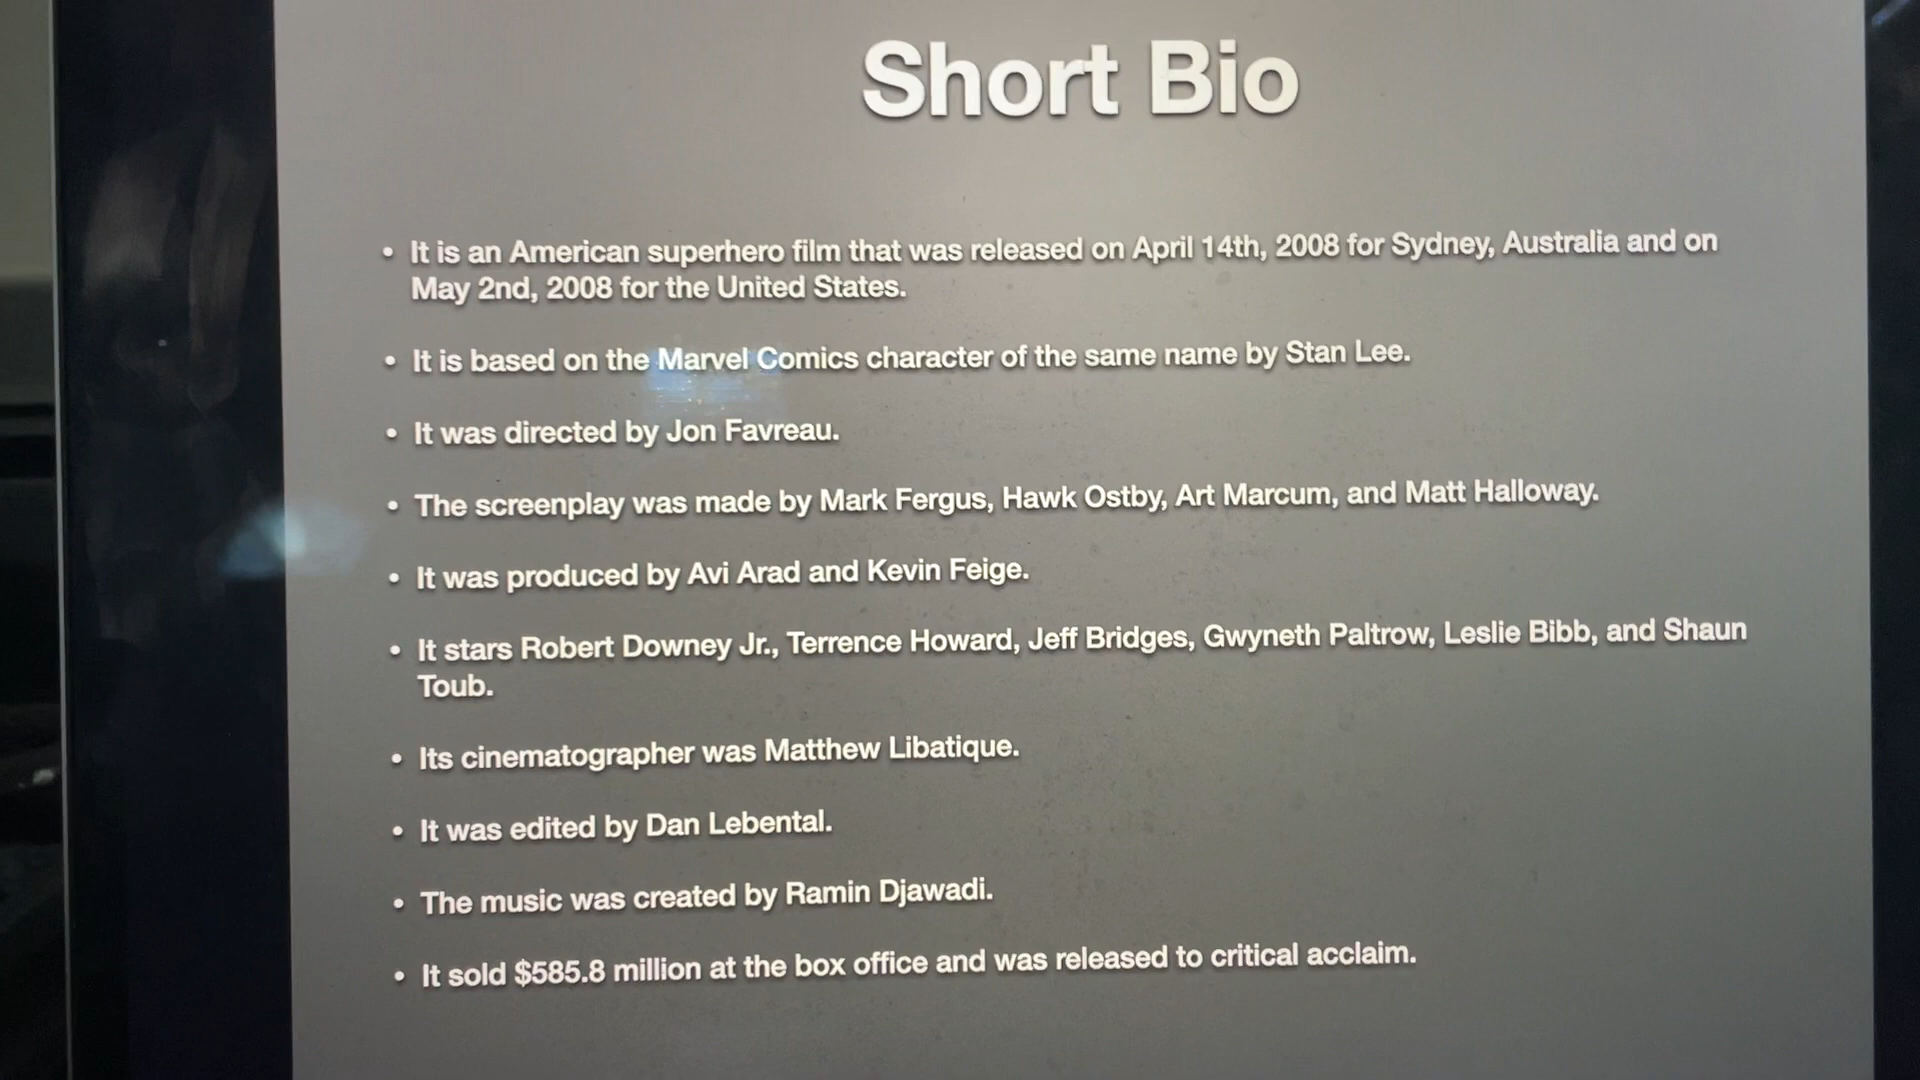 Short Bio
• It is an American superhero film that was released on April 14th, 2008 for Sydney, Australia and on
May 2nd, 2008 for the United States.
• It is based on the Marvel Comics character of the same name by Stan Lee.
• It was directed by Jon Favreau.
• The screenplay was made by Mark Fergus, Hawk Ostby, Art Marcum, and Matt Halloway.
• It was produced by Avi Arad and Kevin Feige.
• It stars Robert Downey Jr., Terrence Howard, Jeff Bridges, Gwyneth Paltrow, Leslie Bibb, and Shaun
Toub.
• Its cinematographer was Matthew Libatique.
• It was edited by Dan Lebental.
• The music was created by Ramin Djawadi.
• It sold $585.8 million at the box office and was released to critical acclaim.